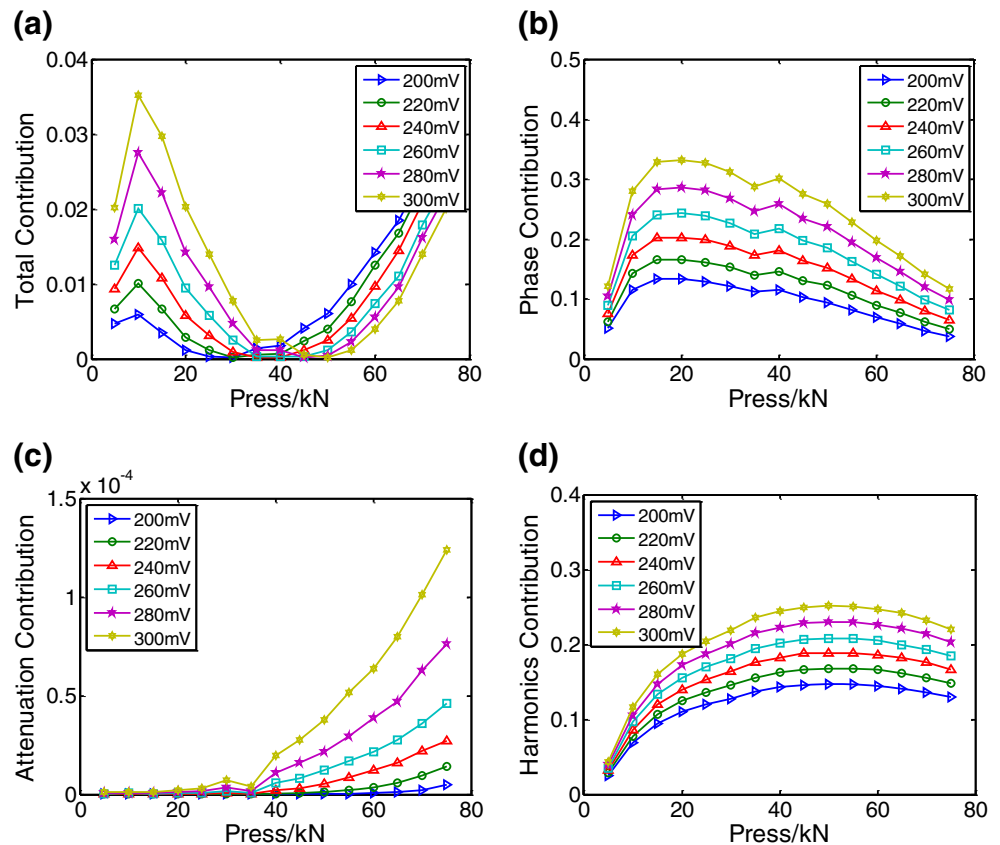 (a)
0.04
0.03
0.02
0.01
0
0 20 40 60 80
Total Contribution
Press/kN
200mV
220mV
240mV
260mV
280mV
300mV
(b)
0.5
0.4
0.3
0.2
0.1
0
0 20 40 60 80
Phase Contribution
Press/kN
200mV
220mV
240mV
260mV
280mV
300mV
(c)
x 10⁻⁴
1.5
1
0.5
0
0 20 40 60 80
Attenuation Contribution
Press/kN
200mV
220mV
240mV
260mV
280mV
300mV
(d)
0.4
0.3
0.2
0.1
0
0 20 40 60 80
Harmonics Contribution
Press/kN
200mV
220mV
240mV
260mV
280mV
300mV